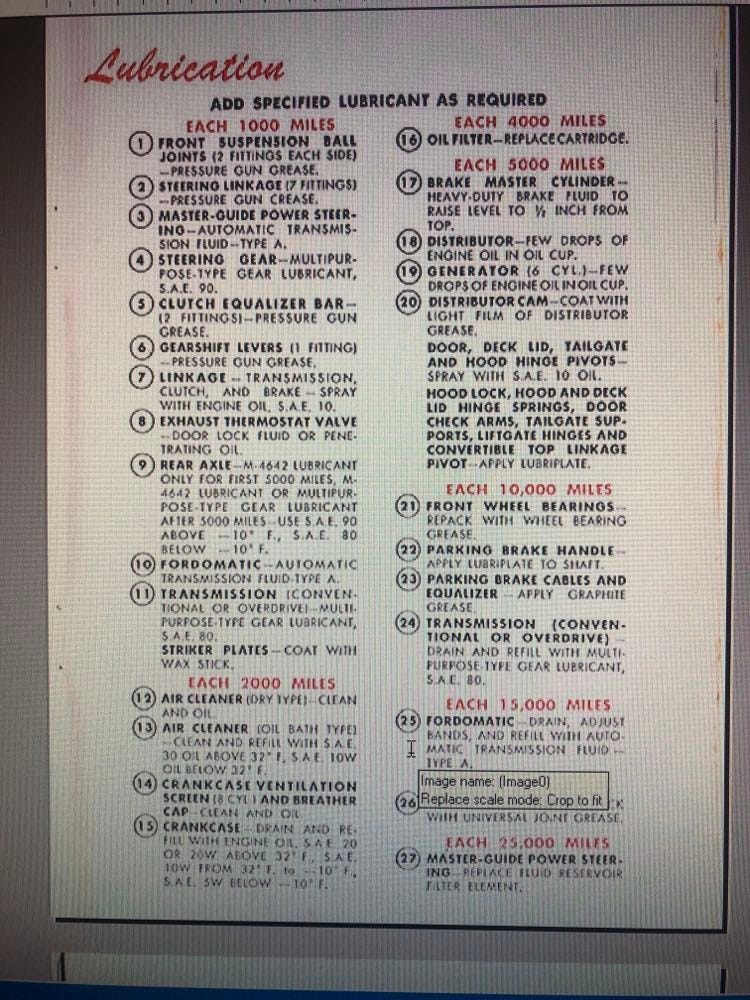 Lubrication
ADD SPECIFIED LUBRICANT AS REQUIRED
EACH 1000 MILES
1 FRONT SUSPENSION BALL
JOINTS (2 FITTINGS EACH SIDE)
—PRESSURE GUN GREASE.
2 STEERING LINKAGE (7 FITTINGS)
—PRESSURE GUN GREASE.
3 MASTER-GUIDE POWER STEER-
ING—AUTOMATIC TRANSMIS-
SION FLUID—TYPE A.
4 STEERING GEAR—MULTIPUR-
POSE-TYPE GEAR LUBRICANT,
S.A.E. 90.
5 CLUTCH EQUALIZER BAR—
(2 FITTINGS)—PRESSURE GUN
GREASE.
6 GEARSHIFT LEVERS (1 FITTING)
—PRESSURE GUN GREASE.
7 LINKAGE — TRANSMISSION,
CLUTCH, AND BRAKE — SPRAY
WITH ENGINE OIL, S.A.E. 10.
8 EXHAUST THERMOSTAT VALVE
—DOOR LOCK FLUID OR PENE-
TRATING OIL.
9 REAR AXLE—M-4642 LUBRICANT
ONLY FOR FIRST 5000 MILES, M-
4642 LUBRICANT OR MULTIPUR-
POSE-TYPE GEAR LUBRICANT
AFTER 5000 MILES—USE S.A.E. 90
ABOVE —10° F., S.A.E. 80
BELOW —10° F.
10 FORDOMATIC—AUTOMATIC
TRANSMISSION FLUID-TYPE A.
11 TRANSMISSION (CONVEN-
TIONAL OR OVERDRIVE)—MULTI-
PURPOSE-TYPE GEAR LUBRICANT,
S.A.E. 80.
STRIKER PLATES—COAT WITH
WAX STICK.
EACH 2000 MILES
12 AIR CLEANER (DRY TYPE)—CLEAN
AND OIL.
13 AIR CLEANER (OIL BATH TYPE)
—CLEAN AND REFILL WITH S.A.E.
30 OIL ABOVE 32° F, S.A.E. 10W
OIL BELOW 32° F.
14 CRANKCASE VENTILATION
SCREEN (8 CYL.) AND BREATHER
CAP—CLEAN AND OIL
15 CRANKCASE—DRAIN AND RE-
FILL WITH ENGINE OIL, S.A.E. 20
OR 20W ABOVE 32° F., S.A.E.
10W FROM 32° F. to —10° F.,
S.A.E. 5W BELOW —10° F.
EACH 4000 MILES
16 OIL FILTER—REPLACE CARTRIDGE.
EACH 5000 MILES
17 BRAKE MASTER CYLINDER—
HEAVY-DUTY BRAKE FLUID TO
RAISE LEVEL TO ½ INCH FROM
TOP.
18 DISTRIBUTOR—FEW DROPS OF
ENGINE OIL IN OIL CUP.
19 GENERATOR (6 CYL.)—FEW
DROPS OF ENGINE OIL IN OIL CUP.
20 DISTRIBUTOR CAM—COAT WITH
LIGHT FILM OF DISTRIBUTOR
GREASE.
DOOR, DECK LID, TAILGATE
AND HOOD HINGE PIVOTS—
SPRAY WITH S.A.E. 10 OIL.
HOOD LOCK, HOOD AND DECK
LID HINGE SPRINGS, DOOR
CHECK ARMS, TAILGATE SUP-
PORTS, LIFTGATE HINGES AND
CONVERTIBLE TOP LINKAGE
PIVOT—APPLY LUBRIPLATE.
EACH 10,000 MILES
21 FRONT WHEEL BEARINGS—
REPACK WITH WHEEL BEARING
GREASE.
22 PARKING BRAKE HANDLE—
APPLY LUBRIPLATE TO SHAFT.
23 PARKING BRAKE CABLES AND
EQUALIZER — APPLY GRAPHITE
GREASE.
24 TRANSMISSION (CONVEN-
TIONAL OR OVERDRIVE) —
DRAIN AND REFILL WITH MULTI-
PURPOSE-TYPE GEAR LUBRICANT,
S.A.E. 80.
EACH 15,000 MILES
25 FORDOMATIC—DRAIN, ADJUST
BANDS, AND REFILL WITH AUTO-
MATIC TRANSMISSION FLUID —
TYPE A.
Image name: (Image0)
Replace scale mode: Crop to fit
26
WITH UNIVERSAL JOINT GREASE.
EACH 25,000 MILES
27 MASTER-GUIDE POWER STEER-
ING—REPLACE FLUID RESERVOIR
FILTER ELEMENT.